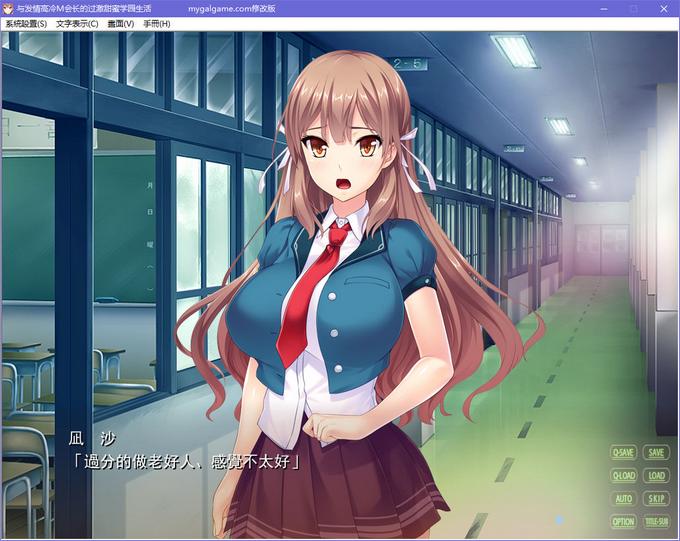 与发情高冷M会长的过激甜蜜学园生活 mygalgame.com修改版
系統設置(S) 文字表示(C) 畫面(V) 手冊(H)
2-5
月
日
曜
凪 沙
「過分的做老好人、感覺不太好」
Q-SAVE SAVE
Q-LOAD LOAD
AUTO SKIP
OPTION TITLE-SUB